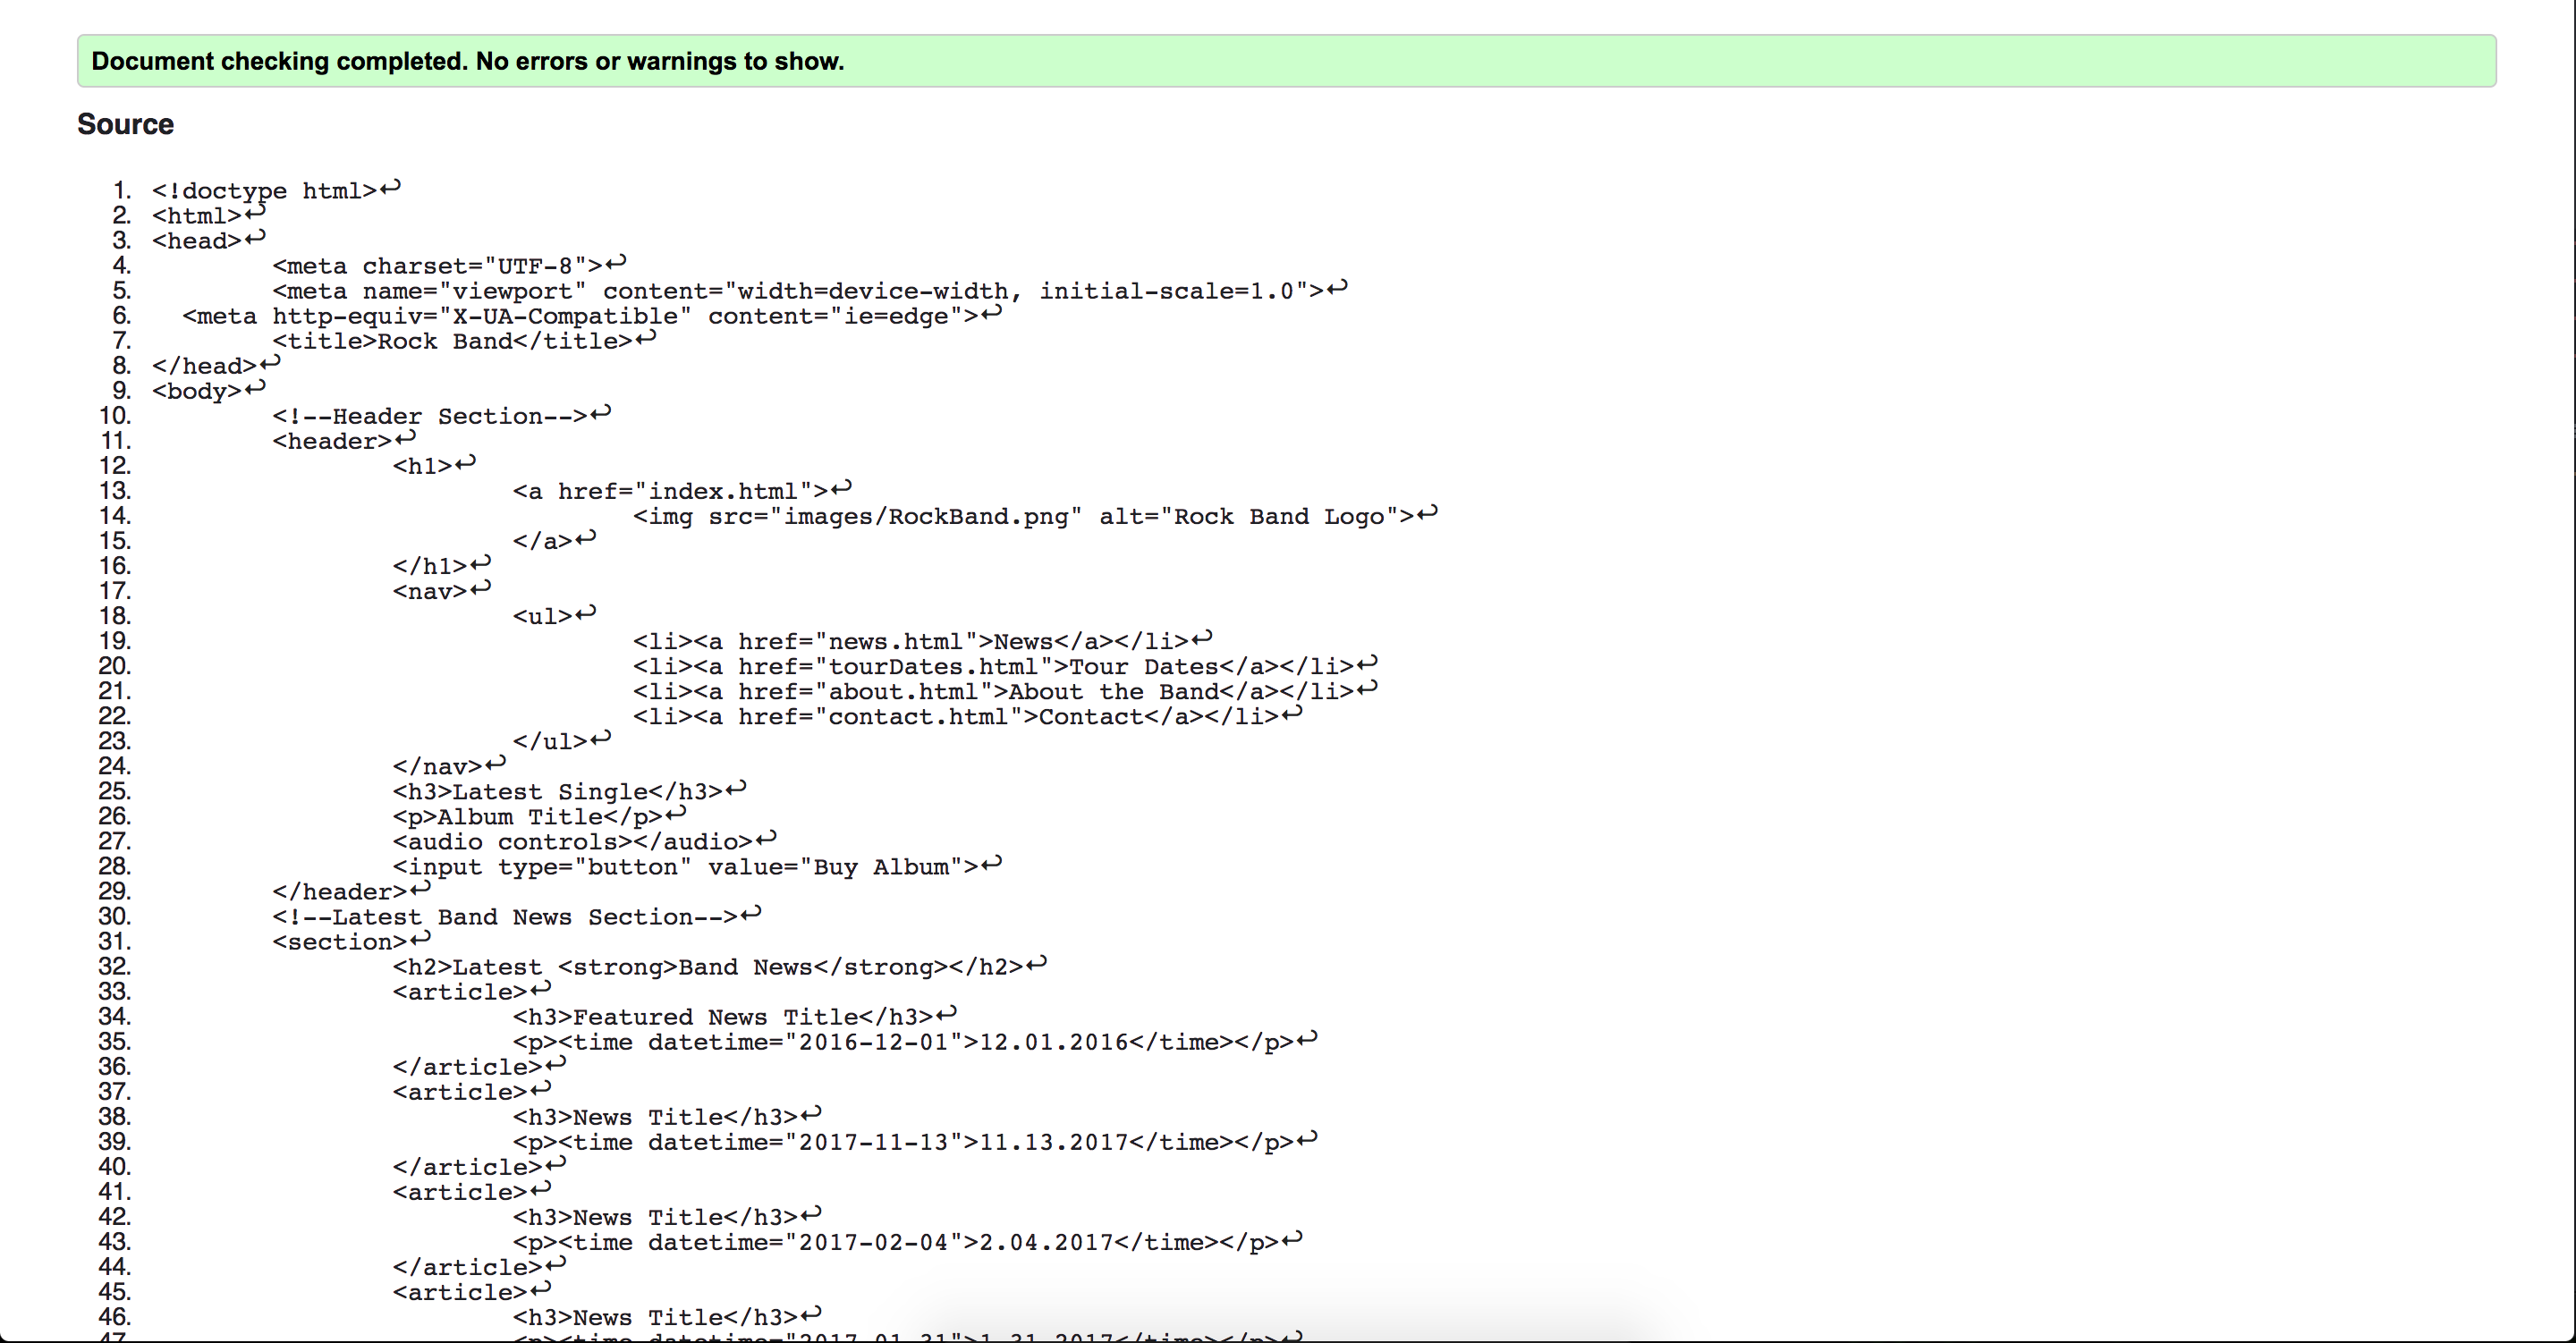 Document checking completed. No errors or warnings to show.
Source
1. <!doctype html>↩
2. <html>↩
3. <head>↩
4. <meta charset="UTF-8">↩
5. <meta name="viewport" content="width=device-width, initial-scale=1.0">↩
6. <meta http-equiv="X-UA-Compatible" content="ie=edge">↩
7. <title>Rock Band</title>↩
8. </head>↩
9. <body>↩
10. <!--Header Section-->↩
11. <header>↩
12. <h1>↩
13. <a href="index.html">↩
14. <img src="images/RockBand.png" alt="Rock Band Logo">↩
15. </a>↩
16. </h1>↩
17. <nav>↩
18. <ul>↩
19. <li><a href="news.html">News</a></li>↩
20. <li><a href="tourDates.html">Tour Dates</a></li>↩
21. <li><a href="about.html">About the Band</a></li>↩
22. <li><a href="contact.html">Contact</a></li>↩
23. </ul>↩
24. </nav>↩
25. <h3>Latest Single</h3>↩
26. <p>Album Title</p>↩
27. <audio controls></audio>↩
28. <input type="button" value="Buy Album">↩
29. </header>↩
30. <!--Latest Band News Section-->↩
31. <section>↩
32. <h2>Latest <strong>Band News</strong></h2>↩
33. <article>↩
34. <h3>Featured News Title</h3>↩
35. <p><time datetime="2016-12-01">12.01.2016</time></p>↩
36. </article>↩
37. <article>↩
38. <h3>News Title</h3>↩
39. <p><time datetime="2017-11-13">11.13.2017</time></p>↩
40. </article>↩
41. <article>↩
42. <h3>News Title</h3>↩
43. <p><time datetime="2017-02-04">2.04.2017</time></p>↩
44. </article>↩
45. <article>↩
46. <h3>News Title</h3>↩
47. <p><time datetime="2017-01-31">1.31.2017</time></p>↩